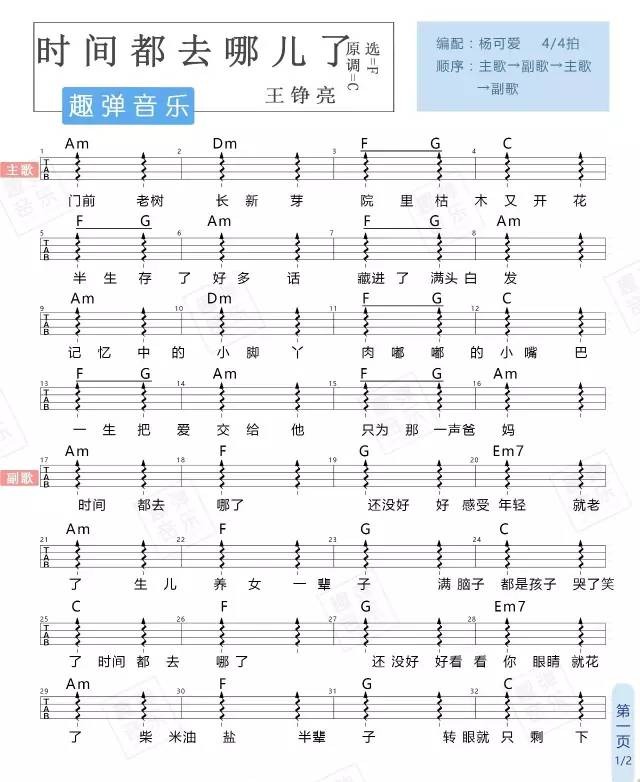 时间都去哪儿了
原调=C
选=F
王铮亮
趣弹音乐
编配：杨可爱 4/4拍
顺序：主歌→副歌→主歌
→副歌
1 Am 2 Dm 3 F G 4 C
主歌 TAB
门前 老树 长 新 芽 院 里 枯 木 又 开 花
5 F G 6 Am 7 F G 8 Am
TAB
半 生 存 了 好 多 话 藏进 了 满头 白 发
9 Am 10 Dm 11 F G 12 C
TAB
记 忆 中 的 小 脚 丫 肉 嘟 嘟 的 小 嘴 巴
13 F G 14 Am 15 F G 16 Am
TAB
一 生 把 爱 交 给 他 只 为 那 一声 爸 妈
17 Am 18 F 19 G 20 Em7
副歌 TAB
时间 都去 哪了 还没好 好 感受 年轻 就老
21 Am 22 F 23 G 24 C
TAB
了 生 儿 养 女 一 辈 子 满 脑子 都是 孩子 哭了笑
25 C 26 F 27 G 28 Em7
TAB
了 时间 都 去 哪了 还没好 好看 看 你 眼睛 就花
29 Am 30 F 31 G 32 C
TAB
了 柴 米油 盐 半辈 子 转 眼就 只 剩 下
第一页
1/2